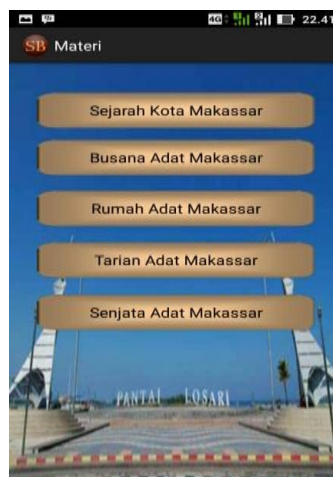 4G 22.41
SB Materi
Sejarah Kota Makassar
Busana Adat Makassar
Rumah Adat Makassar
Tarian Adat Makassar
Senjata Adat Makassar
PANTAI LOSARI